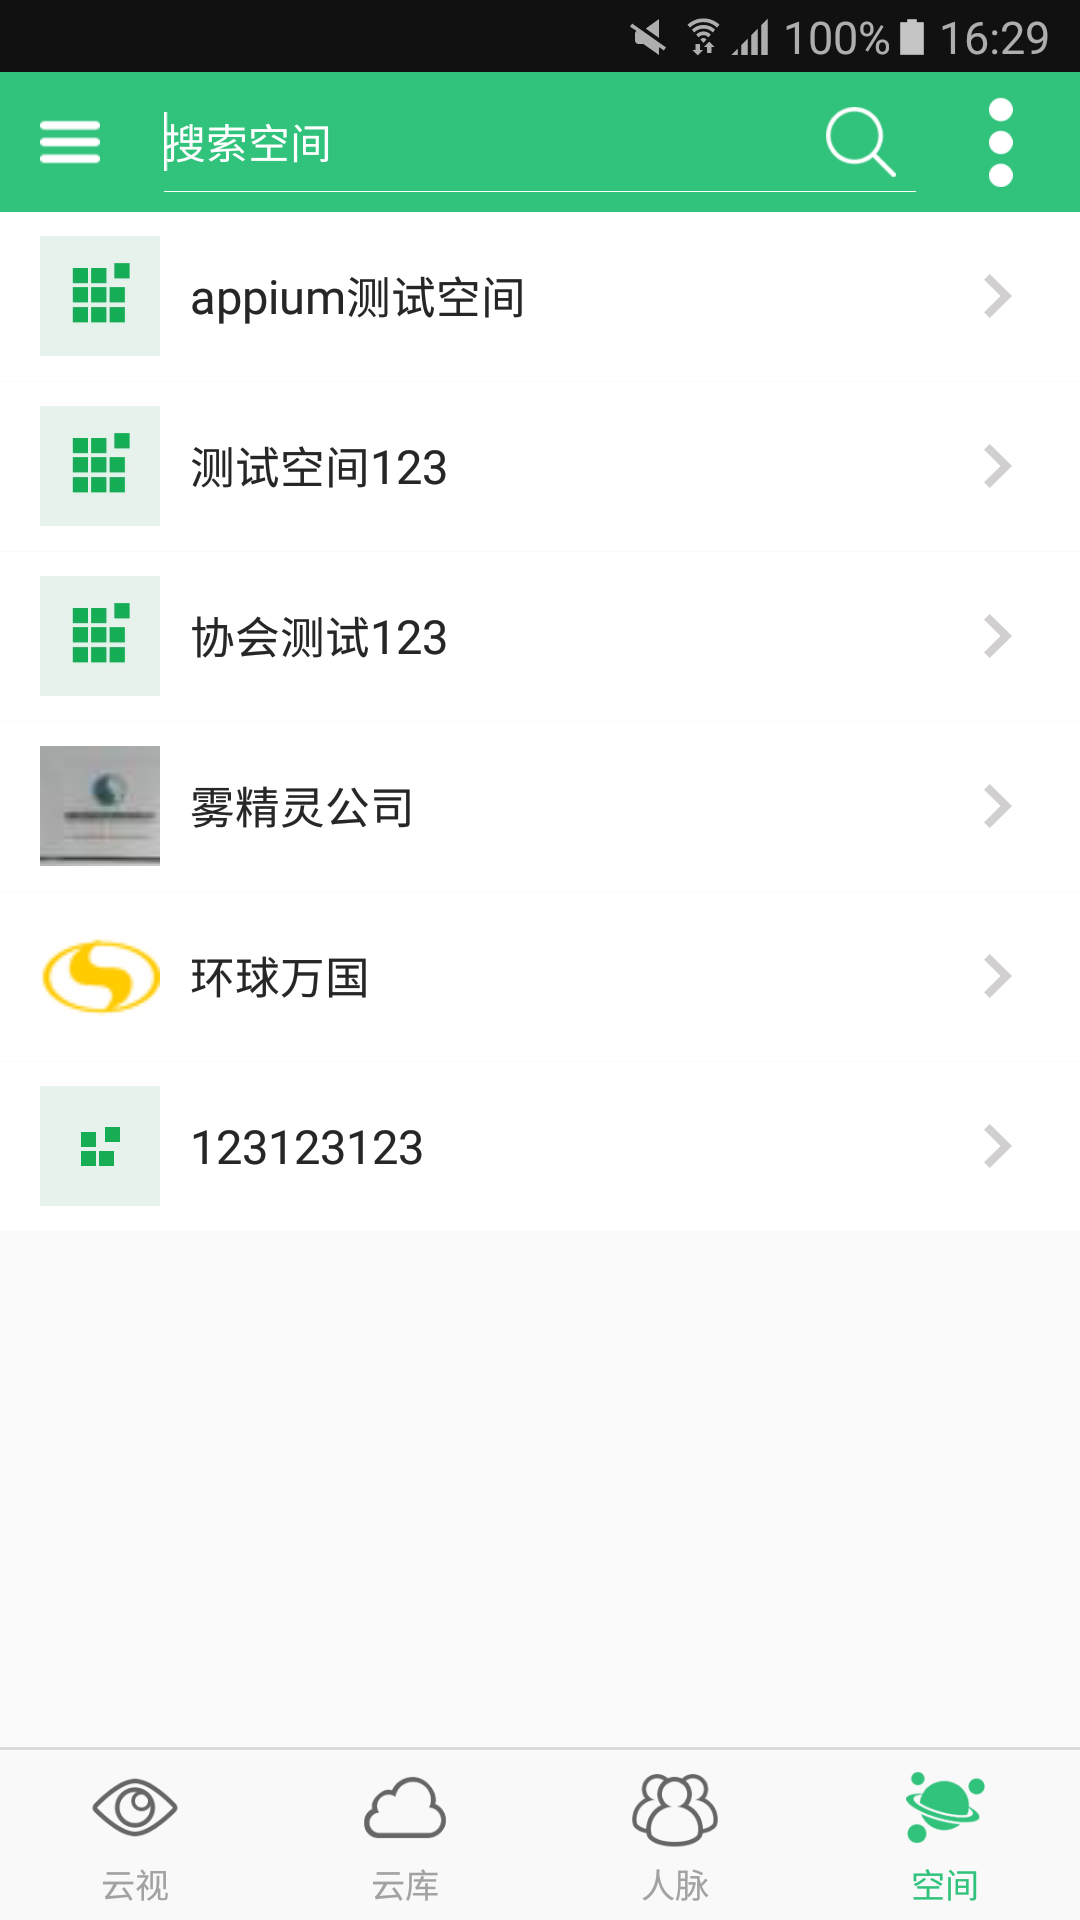 100% 16:29
搜索空间
appium测试空间
测试空间123
协会测试123
雾精灵公司
环球万国
123123123
云视 云库 人脉 空间